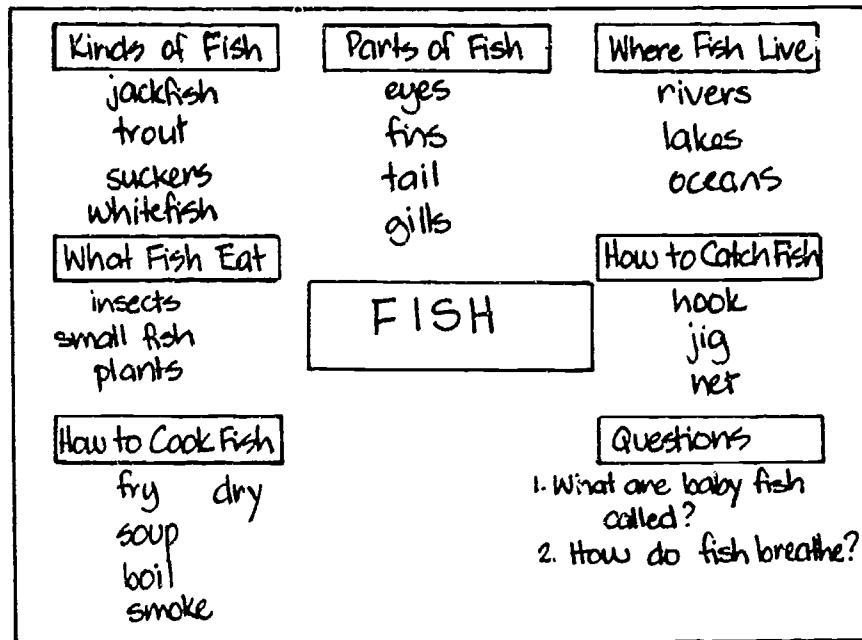 Kinds of Fish
jackfish
trout
suckers
whitefish
Parts of Fish
eyes
fins
tail
gills
Where Fish Live
rivers
lakes
oceans
What Fish Eat
insects
small fish
plants
FISH
How to Catch Fish
hook
jig
net
How to Cook Fish
fry dry
soup
boil
smoke
Questions
1. What are baby fish
called?
2. How do fish breathe?